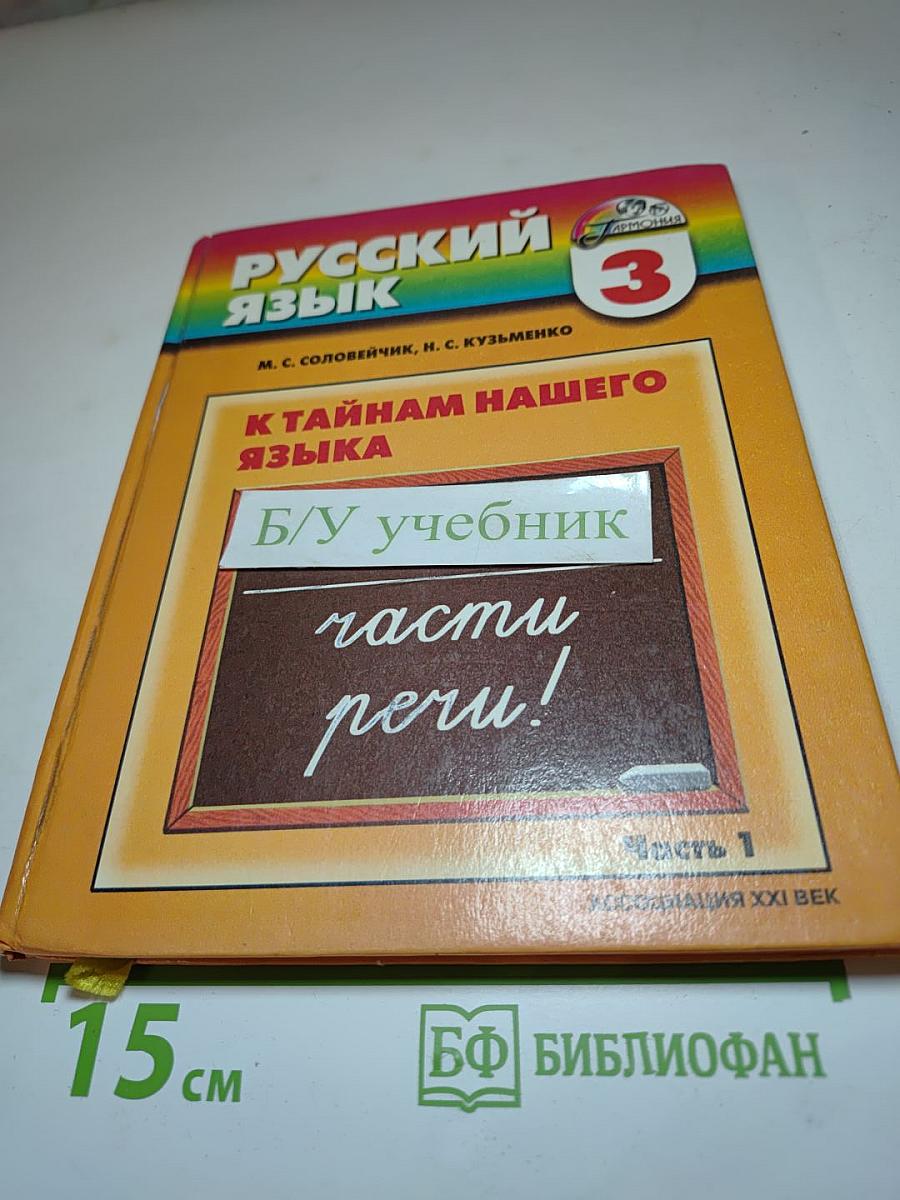 РУССКИЙ
ЯЗЫК
ГАРМОНИЯ
3
М. С. СОЛОВЕЙЧИК, Н. С. КУЗЬМЕНКО
К ТАЙНАМ НАШЕГО
ЯЗЫКА
Б/У учебник
части
речи!
Часть 1
АССОЦИАЦИЯ XXI ВЕК
15 см
БФ БИБЛИОФАН